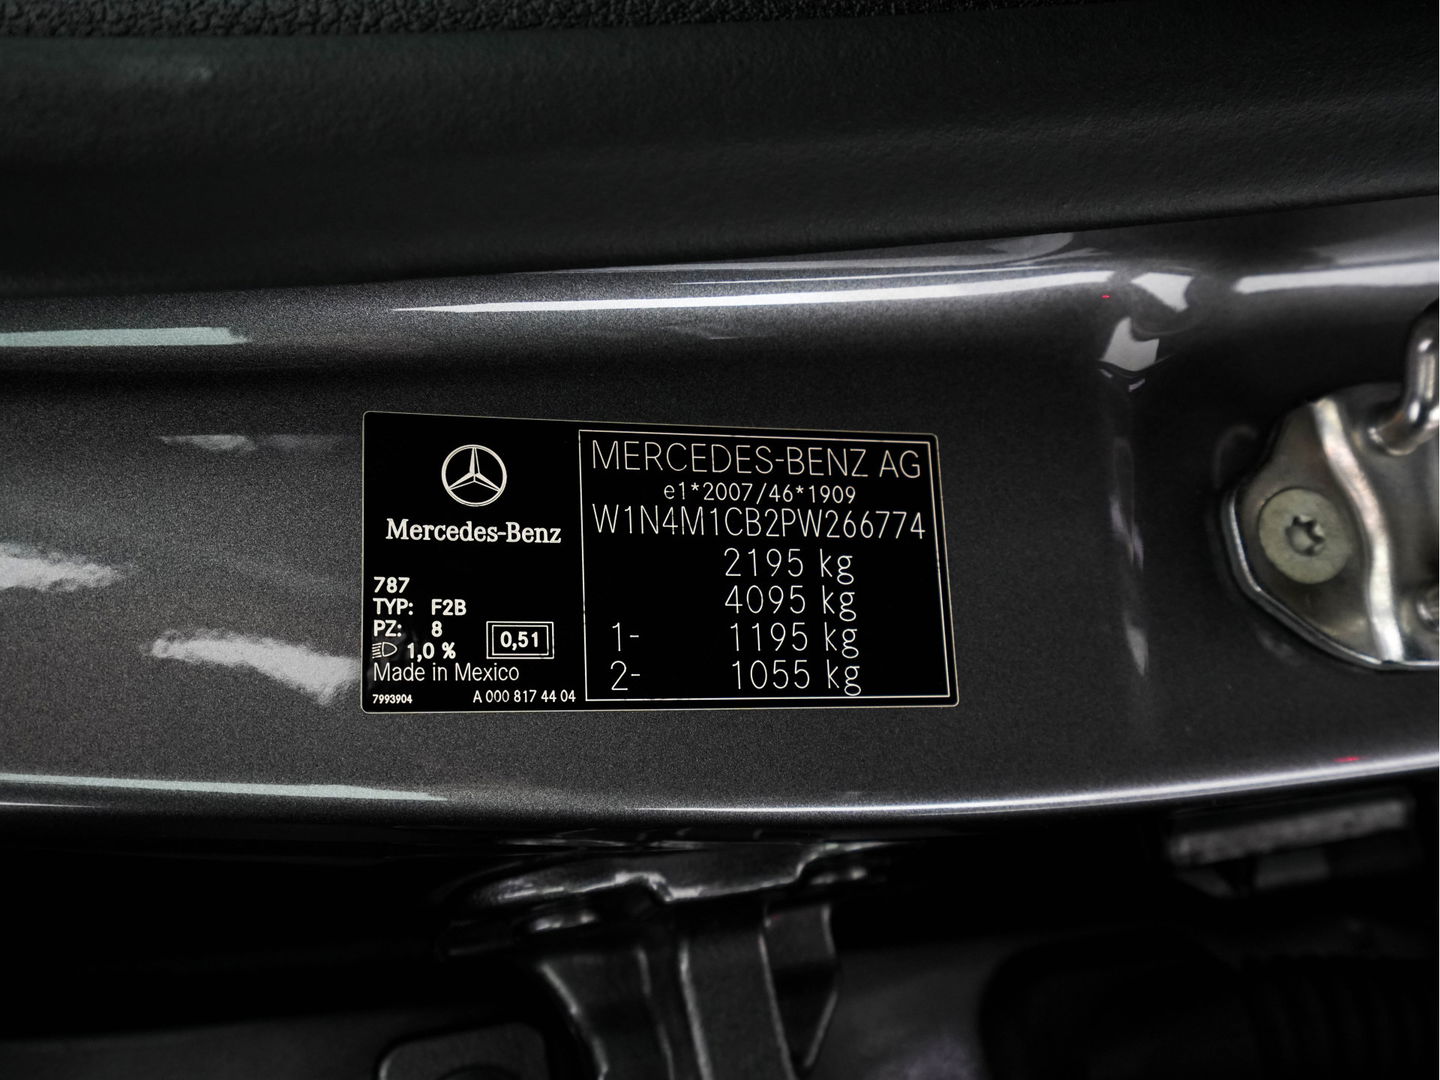 Mercedes-Benz
787
TYP: F2B
PZ: 8
1,0 %
0,51
Made in Mexico
7993904 A 000 817 44 04
MERCEDES-BENZ AG
e1*2007/46*1909
W1N4M1CB2PW266774
2195 kg
4095 kg
1- 1195 kg
2- 1055 kg